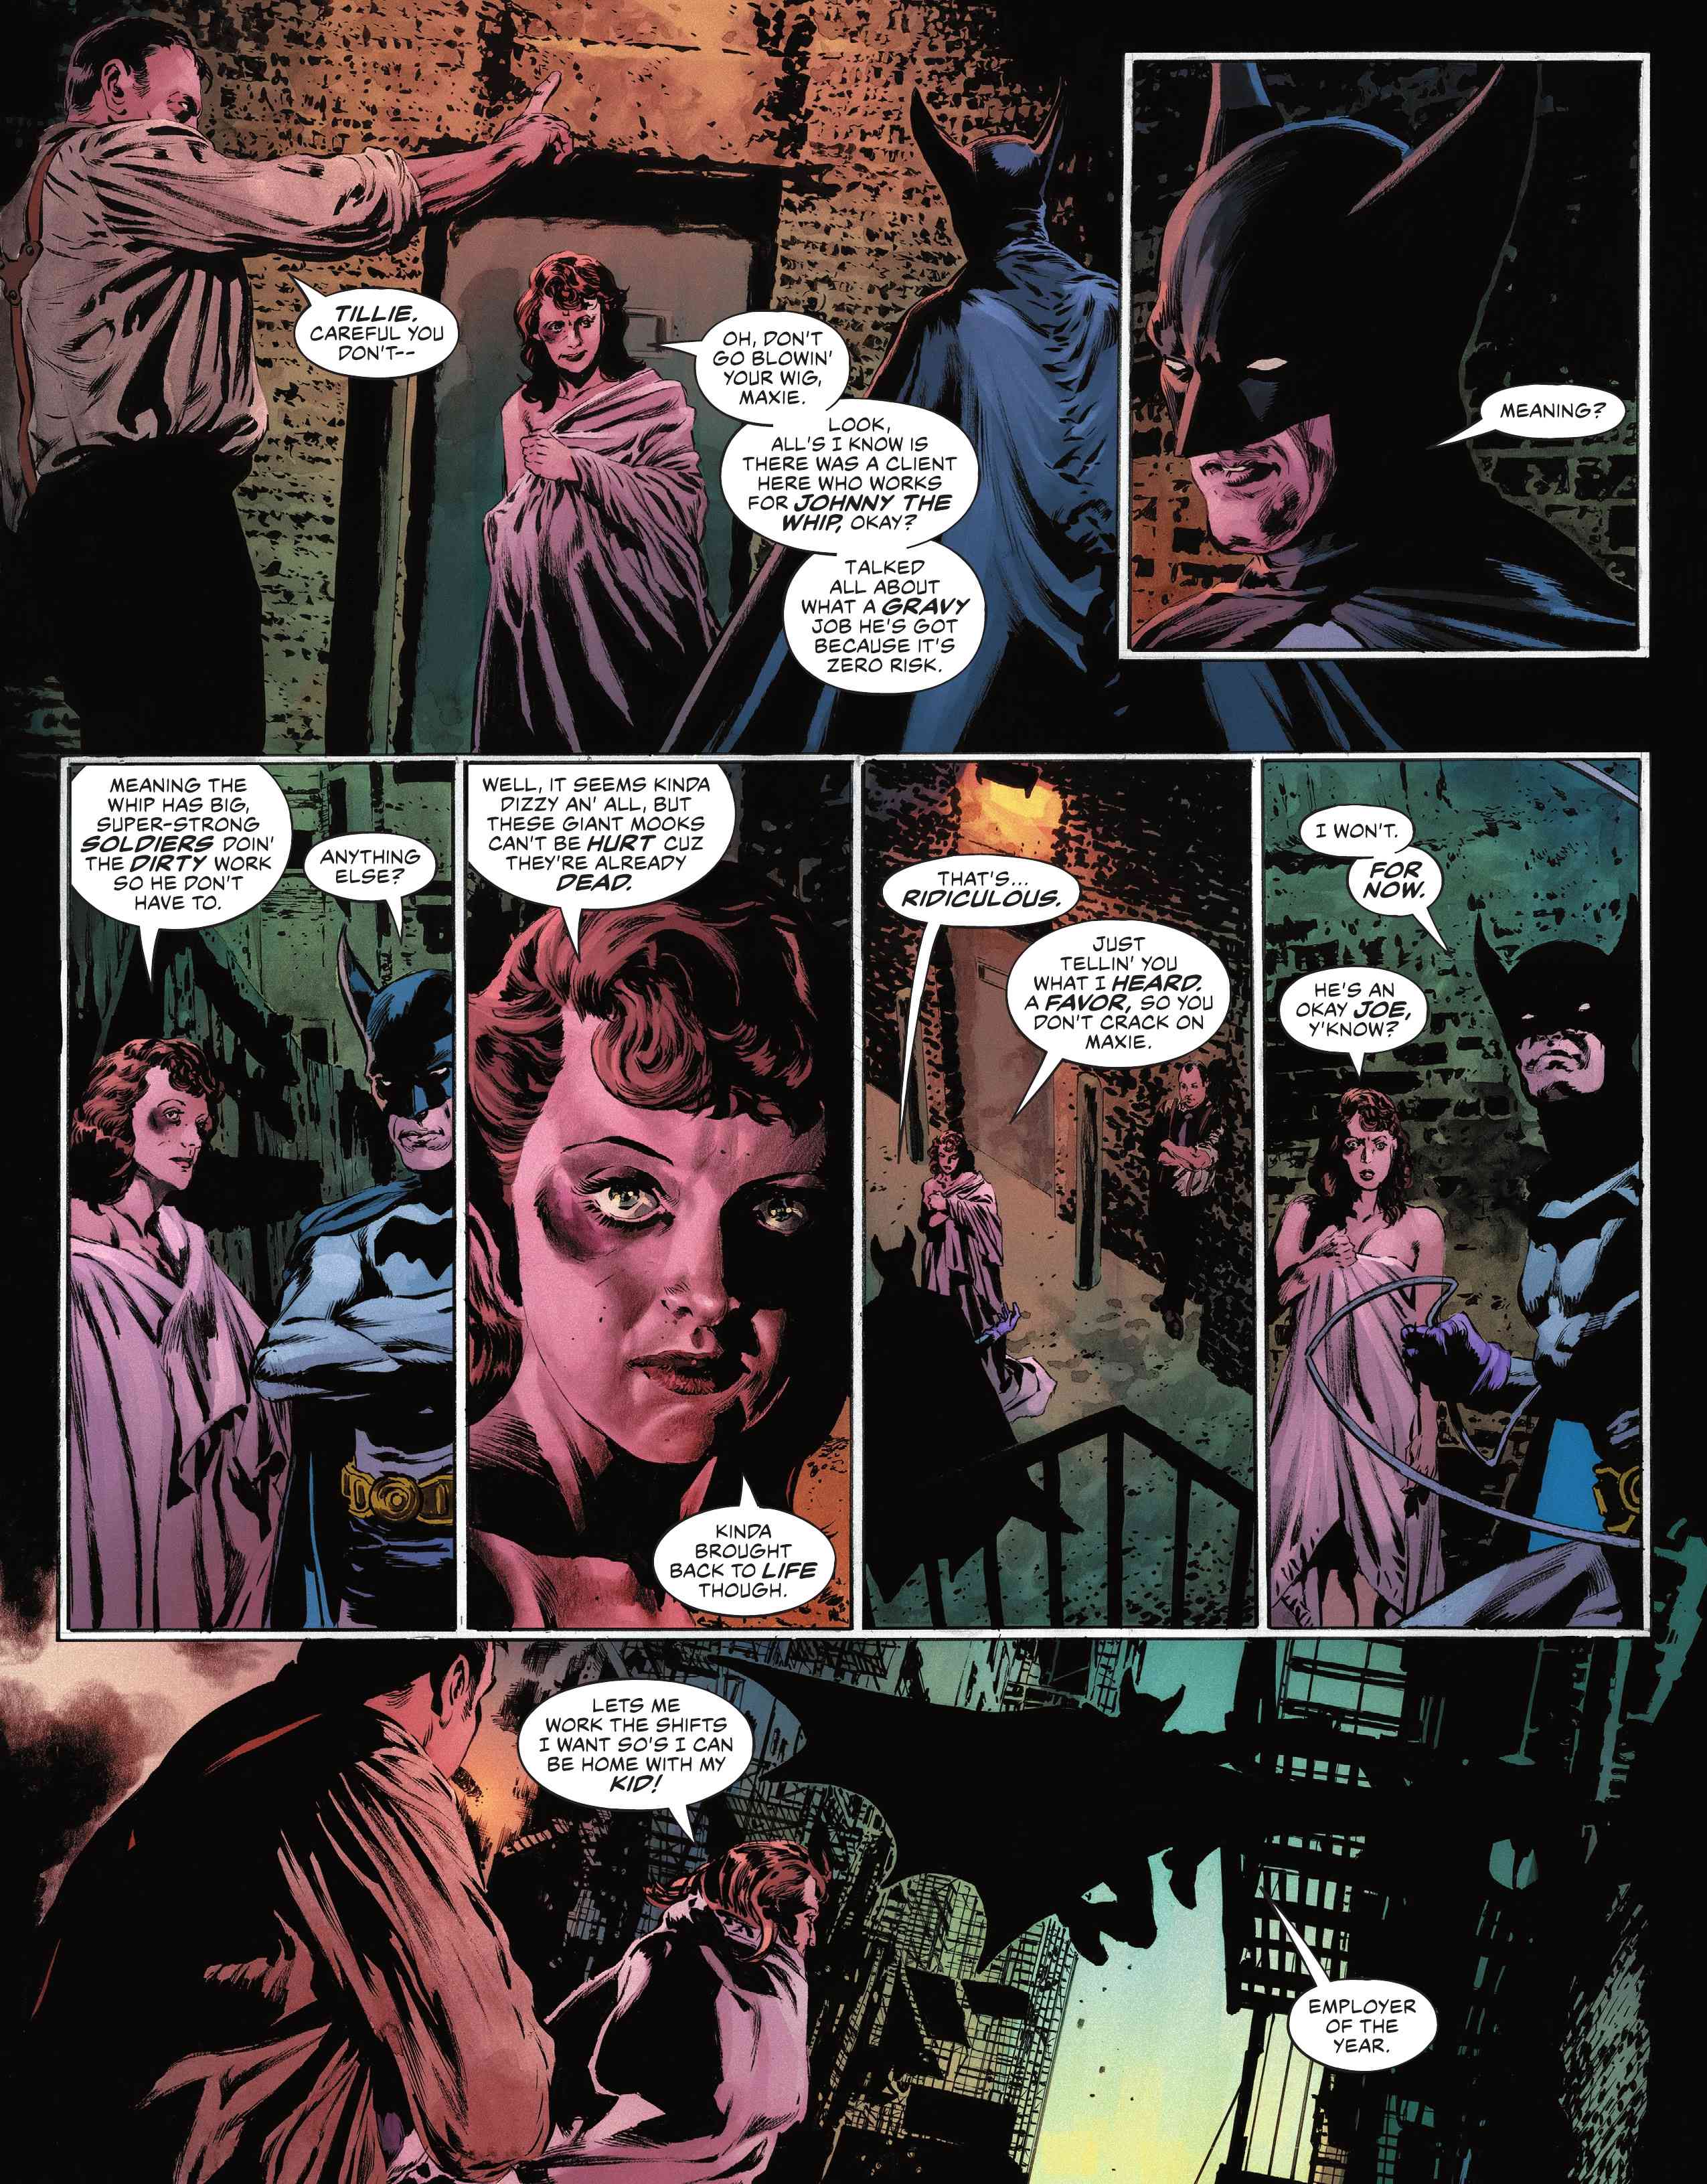 TILLIE.
CAREFUL YOU
DON'T--
OH, DON'T
GO BLOWIN'
YOUR WIG,
MAXIE.
LOOK,
ALL'S I KNOW IS
THERE WAS A CLIENT
HERE WHO WORKS
FOR JOHNNY THE
WHIP, OKAY?
TALKED
ALL ABOUT
WHAT A GRAVY
JOB HE'S GOT
BECAUSE IT'S
ZERO RISK.
MEANING?
MEANING THE
WHIP HAS BIG,
SUPER-STRONG
SOLDIERS DOIN'
THE DIRTY WORK
SO HE DON'T
HAVE TO.
ANYTHING
ELSE?
WELL, IT SEEMS KINDA
DIZZY AN' ALL, BUT
THESE GIANT MOOKS
CAN'T BE HURT CUZ
THEY'RE ALREADY
DEAD.
KINDA
BROUGHT
BACK TO LIFE
THOUGH.
THAT'S...
RIDICULOUS.
JUST
TELLIN' YOU
WHAT I HEARD.
A FAVOR, SO YOU
DON'T CRACK ON
MAXIE.
I WON'T.
FOR
NOW.
HE'S AN
OKAY JOE,
Y'KNOW?
LETS ME
WORK THE SHIFTS
I WANT SO'S I CAN
BE HOME WITH MY
KID!
EMPLOYER
OF THE
YEAR.